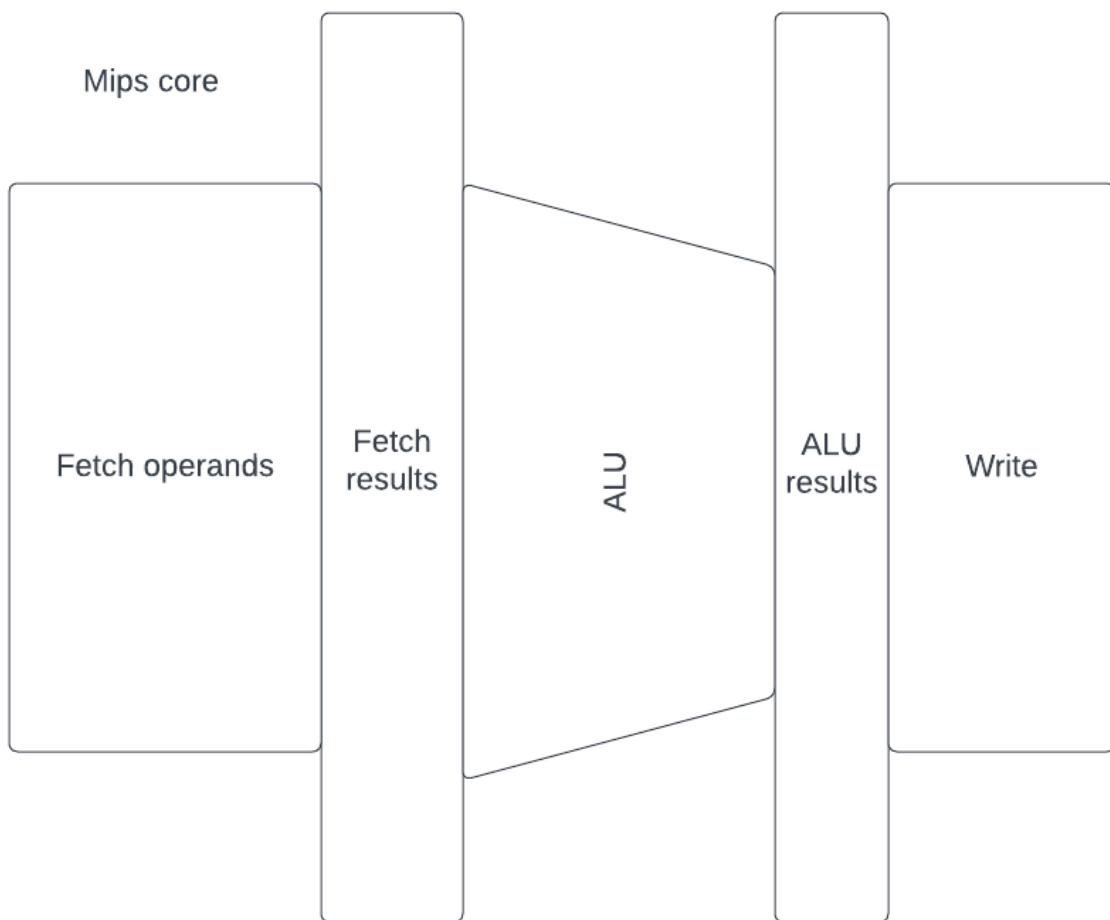 Mips core
Fetch operands
Fetch
results
ALU
ALU
results
Write